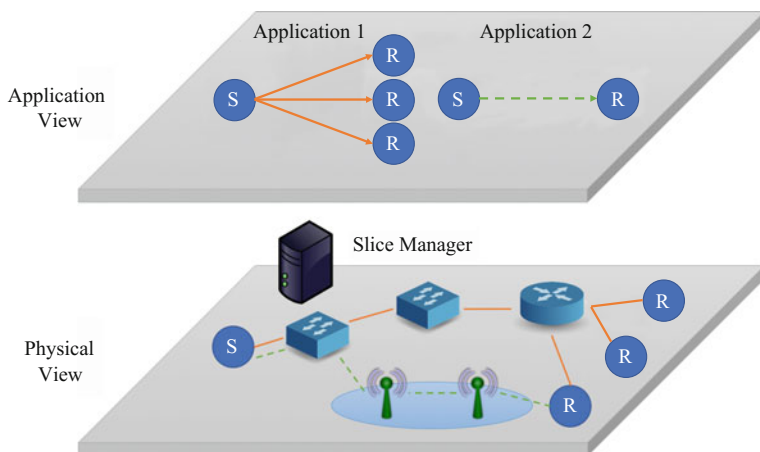 Application 1
Application 2
R
S
R
S
R
R
Application
View
Slice Manager
R
S
R
Physical
View
R